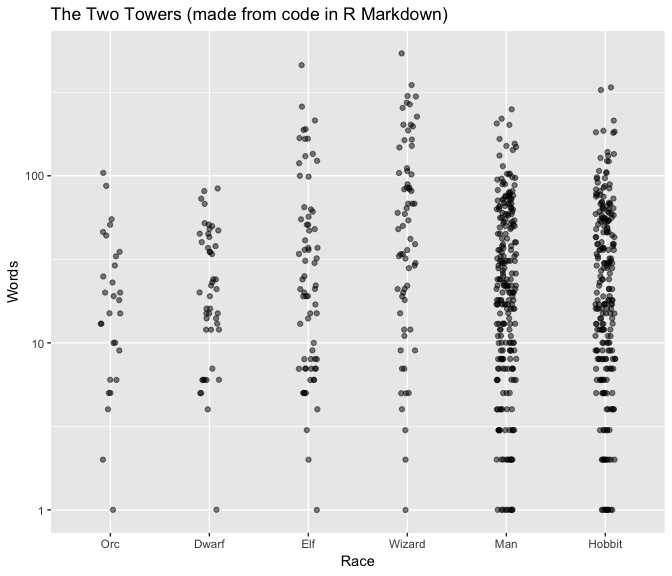 The Two Towers (made from code in R Markdown)
Words
100
10
1
Orc Dwarf Elf Wizard Man Hobbit
Race